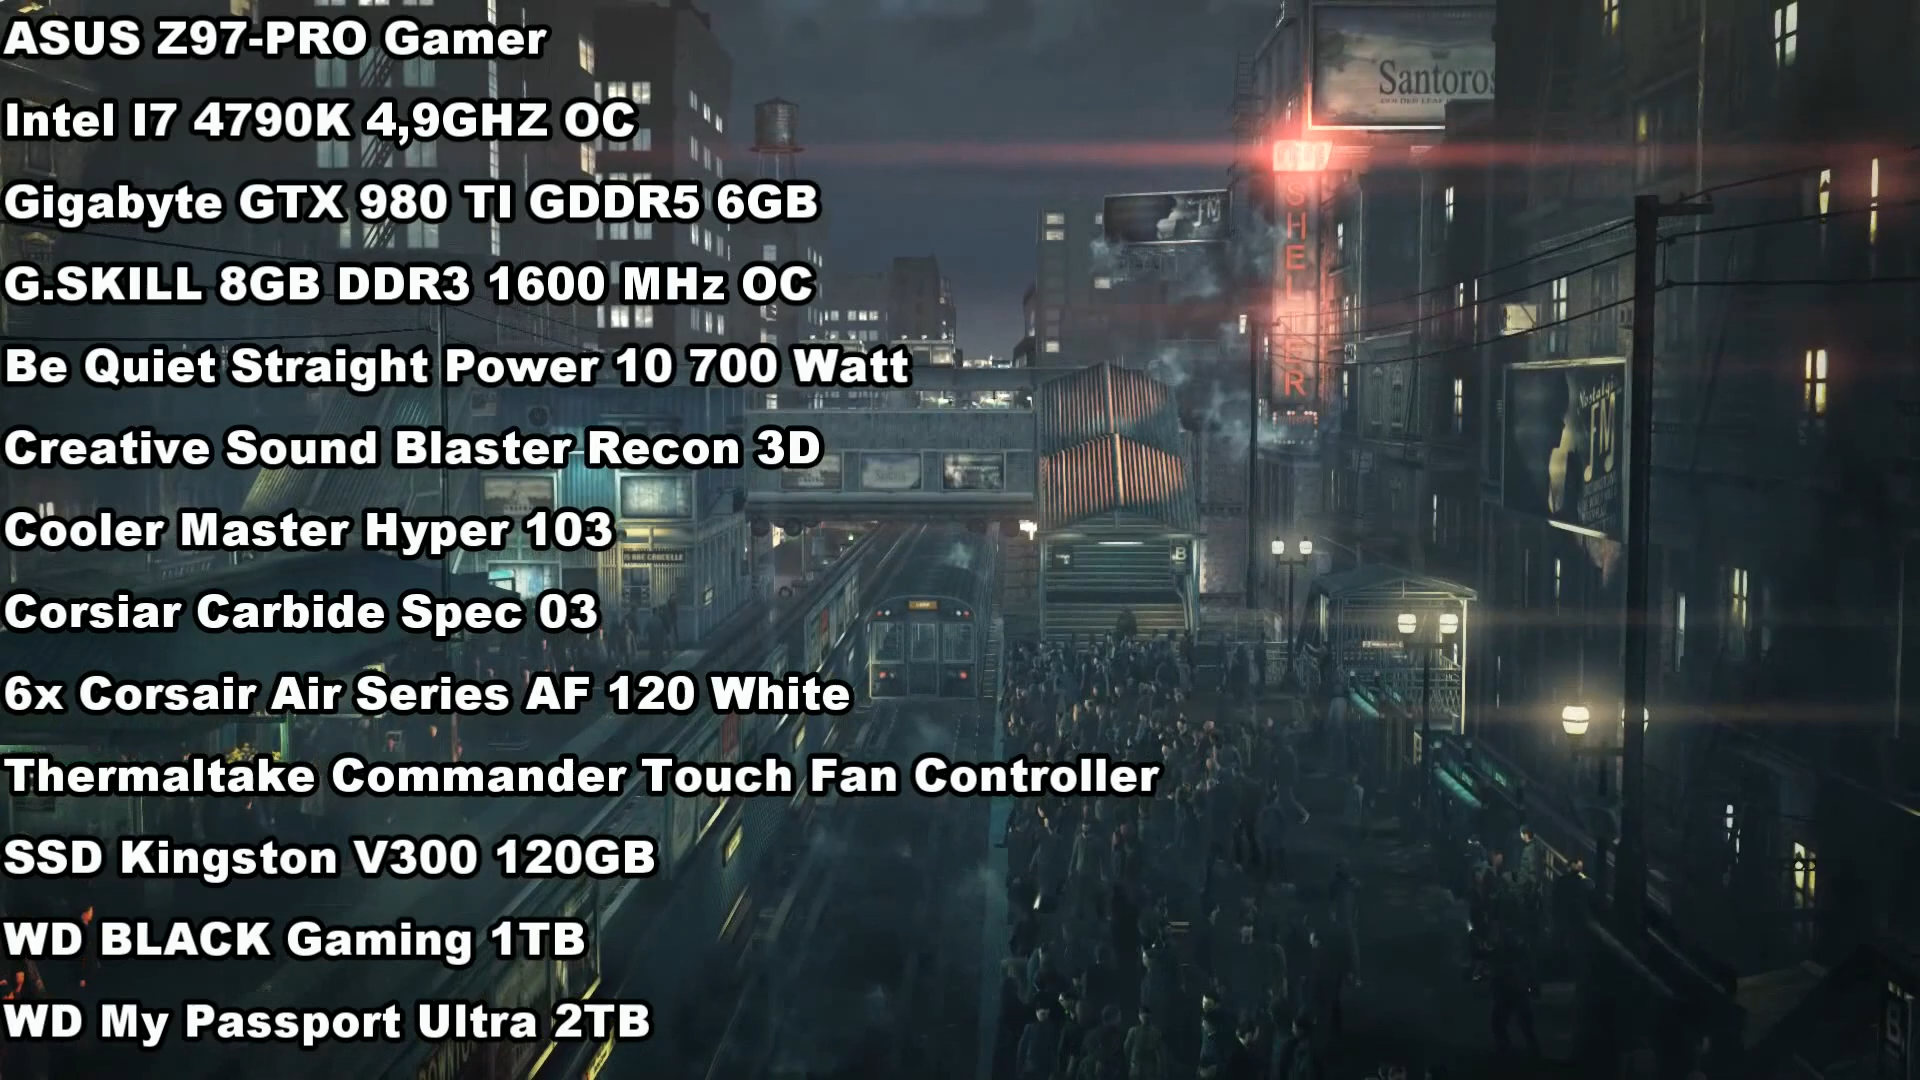 ASUS Z97-PRO Gamer
Intel I7 4790K 4,9GHZ OC
Gigabyte GTX 980 TI GDDR5 6GB
G.SKILL 8GB DDR3 1600 MHz OC
Be Quiet Straight Power 10 700 Watt
Creative Sound Blaster Recon 3D
Cooler Master Hyper 103
Corsiar Carbide Spec 03
6x Corsair Air Series AF 120 White
Thermaltake Commander Touch Fan Controller
SSD Kingston V300 120GB
WD BLACK Gaming 1TB
WD My Passport Ultra 2TB
Santoros
FM
B
FM